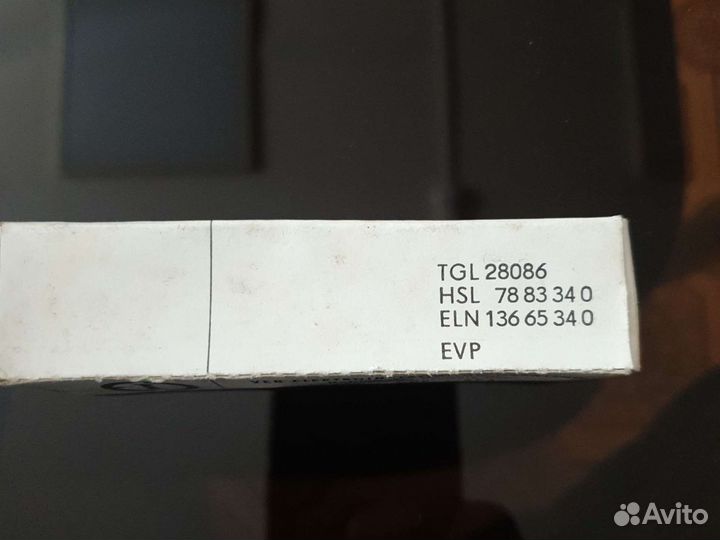 TGL 28086
HSL 78 83 34 0
ELN 136 65 34 0
EVP
Avito